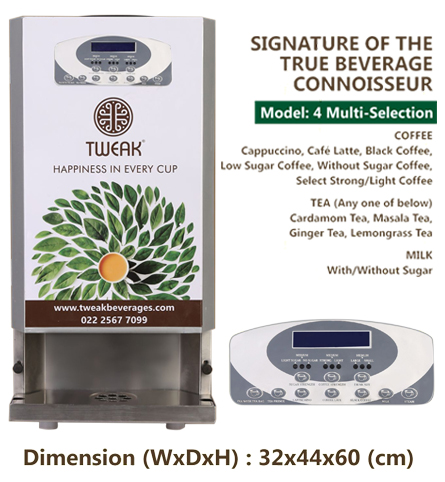 TWEAK
HAPPINESS IN EVERY CUP
www.tweakbeverages.com
022 2567 7099
SIGNATURE OF THE
TRUE BEVERAGE
CONNOISSEUR
Model: 4 Multi-Selection
COFFEE
Cappuccino, Café Latte, Black Coffee,
Low Sugar Coffee, Without Sugar Coffee,
Select Strong/Light Coffee
TEA (Any one of below)
Cardamom Tea, Masala Tea,
Ginger Tea, Lemongrass Tea
MILK
With/Without Sugar
Dimension (WxDxH) : 32x44x60 (cm)